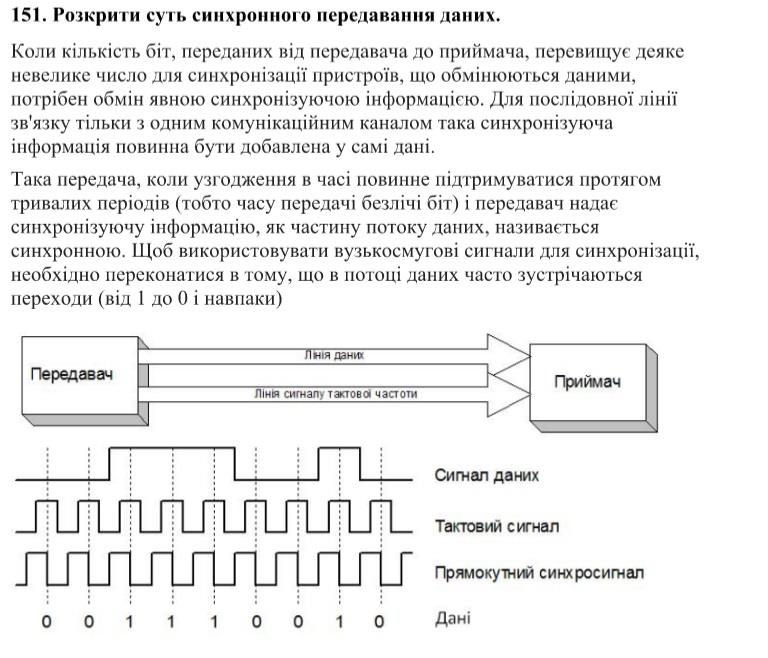 151. Розкрити суть синхронного передавання даних.
Коли кількість біт, переданих від передавача до приймача, перевищує деяке
невелике число для синхронізації пристроїв, що обмінюються даними,
потрібен обмін явною синхронізуючою інформацією. Для послідовної лінії
зв'язку тільки з одним комунікаційним каналом така синхронізуюча
інформація повинна бути добавлена у самі дані.
Така передача, коли узгодження в часі повинне підтримуватися протягом
тривалих періодів (тобто часу передачі безлічі біт) і передавач надає
синхронізуючу інформацію, як частину потоку даних, називається
синхронною. Щоб використовувати вузькосмугові сигнали для синхронізації,
необхідно переконатися в тому, що в потоці даних часто зустрічаються
переходи (від 1 до 0 і навпаки)
Лінія даних
Передавач
Приймач
Лінія сигналу тактової частоти
Сигнал даних
Тактовий сигнал
Прямокутний синхросигнал
0 0 1 1 1 0 0 1 0 Дані